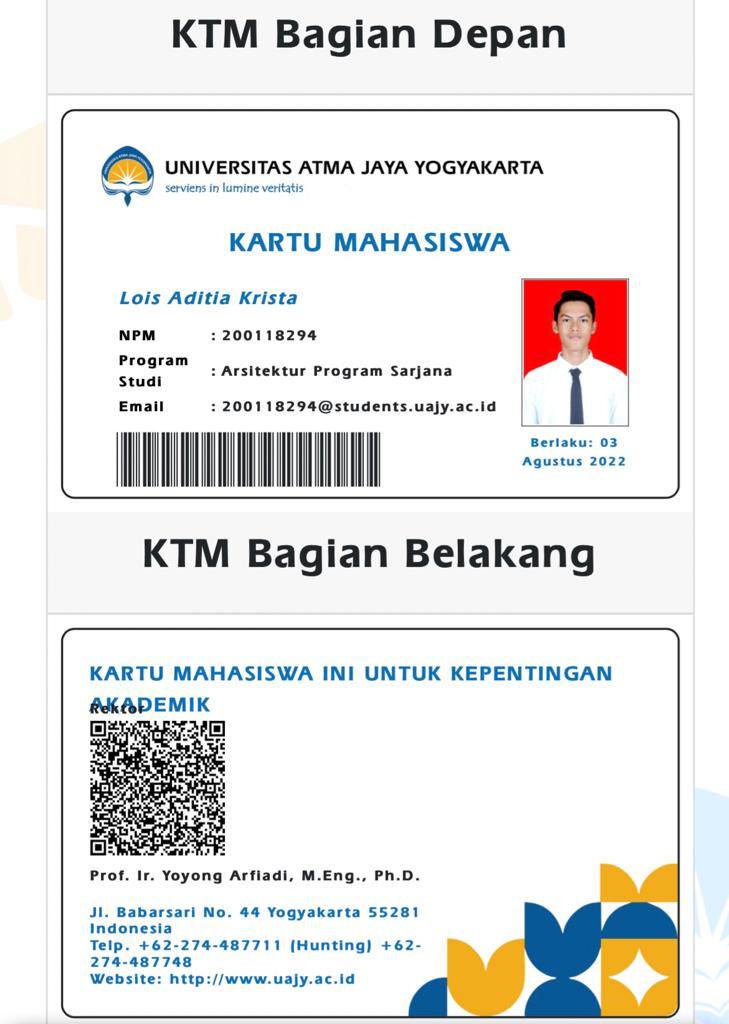 KTM Bagian Depan
UNIVERSITAS ATMA JAYA YOGYAKARTA
serviens in lumine veritatis
KARTU MAHASISWA
Lois Aditia Krista
NPM : 200118294
Program Studi : Arsitektur Program Sarjana
Email : 200118294@students.uajy.ac.id
Berlaku: 03
Agustus 2022
KTM Bagian Belakang
KARTU MAHASISWA INI UNTUK KEPENTINGAN
AKADEMIK
Rektor
Prof. Ir. Yoyong Arfiadi, M.Eng., Ph.D.
Jl. Babarsari No. 44 Yogyakarta 55281
Indonesia
Telp. +62-274-487711 (Hunting) +62-
274-487748
Website: http://www.uajy.ac.id